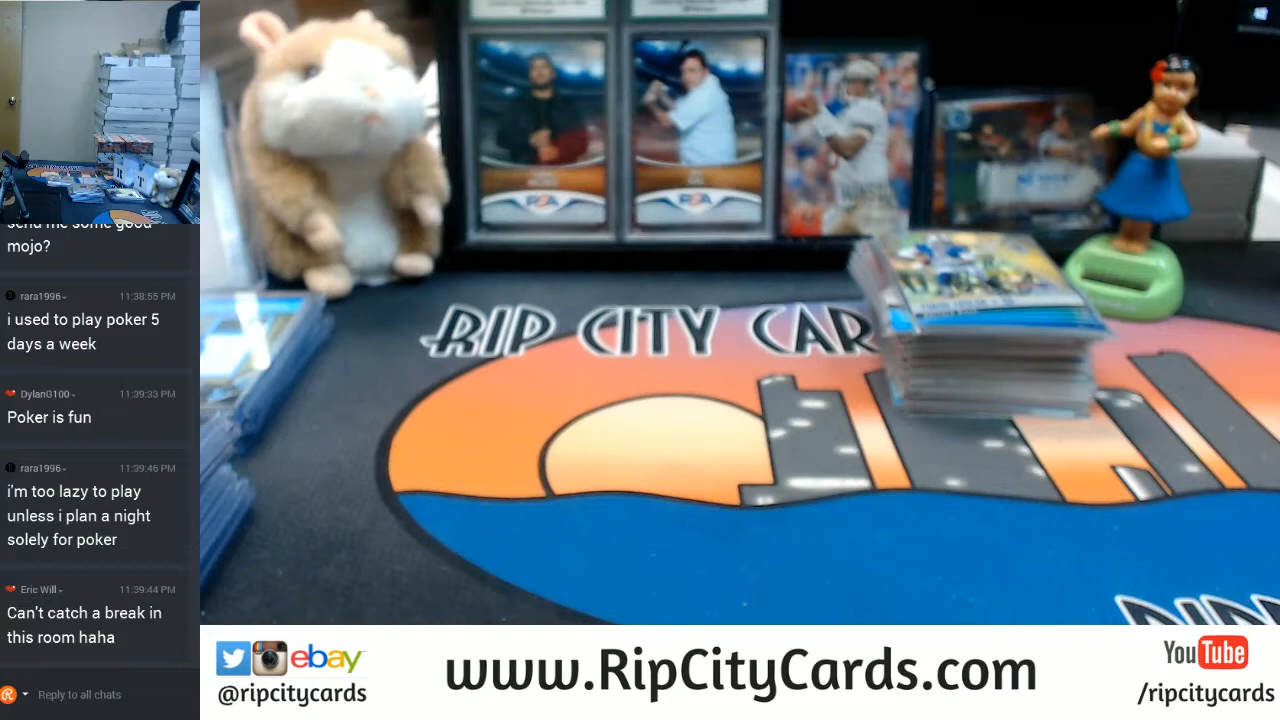 send me some good
mojo?
rara1996
11:38:55 PM
i used to play poker 5
days a week
DylanG100
11:39:33 PM
Poker is fun
rara1996
11:39:46 PM
i'm too lazy to play
unless i plan a night
solely for poker
Eric Will
11:39:44 PM
Can't catch a break in
this room haha
Reply to all chats
RIP CITY CAR
WINSTON
ebay
@ripcitycards
www.RipCityCards.com
YouTube
/ripcitycards